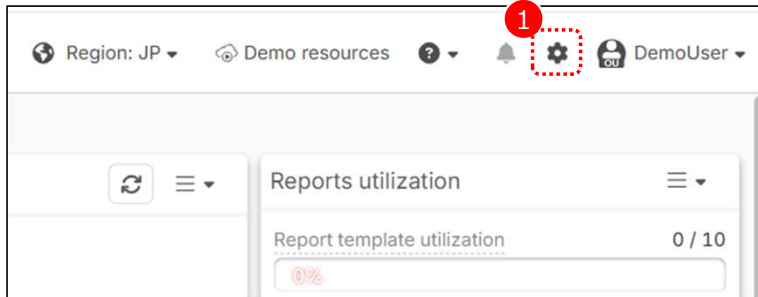 1
Region: JP Demo resources ? OU DemoUser
Reports utilization
Report template utilization 0 / 10
0%